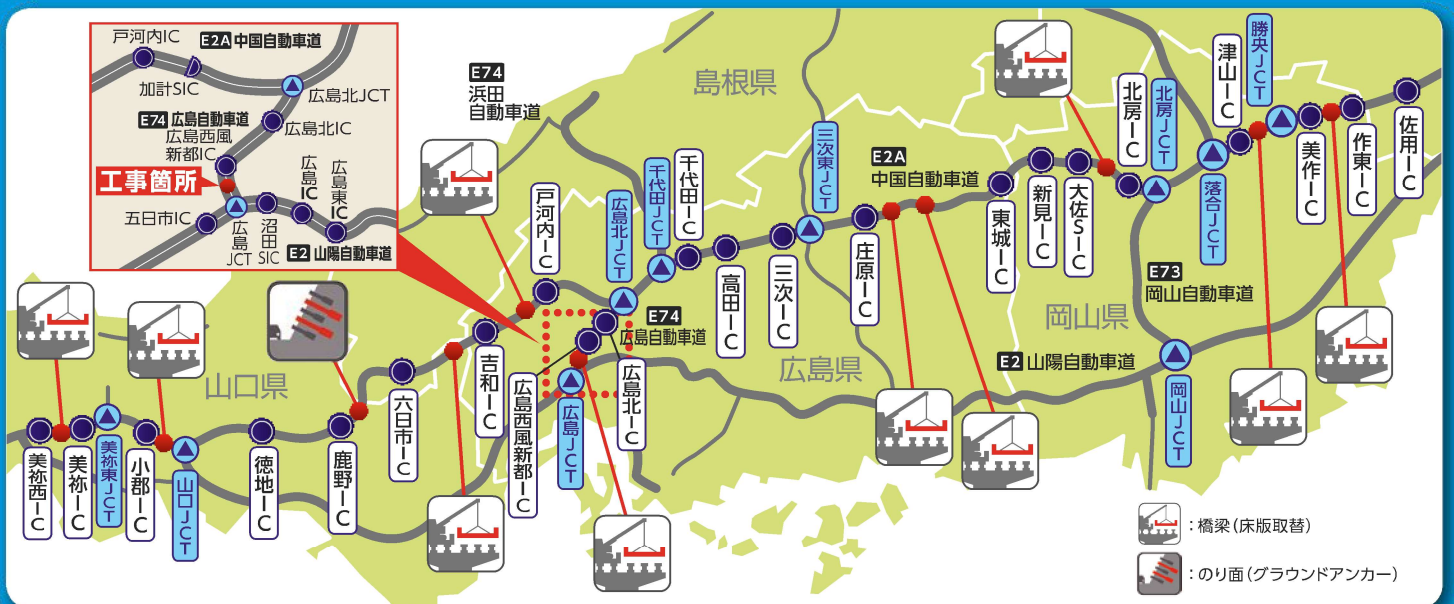 戸河内IC
E2A 中国自動車道
加計SIC
広島北JCT
E74 広島自動車道
広島北IC
広島西風
新都IC
工事箇所
広島IC
広島東IC
五日市IC
広島
JCT
沼田
SIC
E2 山陽自動車道
E74
浜田
自動車道
島根県
戸河内IC
広島北JCT
千代田JCT
千代田IC
高田IC
三次IC
三次東JCT
庄原IC
E2A
中国自動車道
東城IC
新見IC
大佐SIC
北房IC
北房JCT
落合JCT
津山IC
勝央JCT
美作IC
作東IC
佐用IC
E73
岡山自動車道
岡山県
E2 山陽自動車道
岡山JCT
E74
広島自動車道
広島県
山口県
美祢西IC
美祢IC
美祢東JCT
小郡IC
山口JCT
徳地IC
鹿野IC
六日市IC
吉和IC
広島西風新都IC
広島JCT
広島北IC
:橋梁(床版取替)
:のり面(グラウンドアンカー)